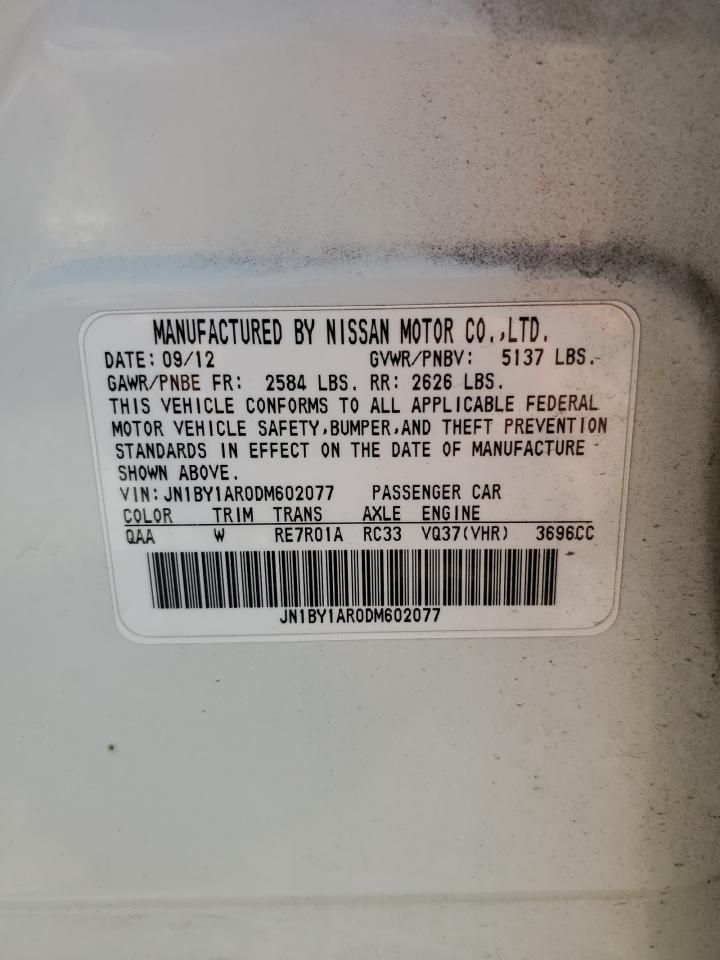 MANUFACTURED BY NISSAN MOTOR CO.,LTD.
DATE: 09/12 GVWR/PNBV: 5137 LBS.
GAWR/PNBE FR: 2584 LBS. RR: 2626 LBS.
THIS VEHICLE CONFORMS TO ALL APPLICABLE FEDERAL
MOTOR VEHICLE SAFETY,BUMPER,AND THEFT PREVENTION
STANDARDS IN EFFECT ON THE DATE OF MANUFACTURE
SHOWN ABOVE.
VIN: JN1BY1AR0DM602077 PASSENGER CAR
COLOR TRIM TRANS AXLE ENGINE
QAA W RE7R01A RC33 VQ37(VHR) 3696CC
JN1BY1AR0DM602077